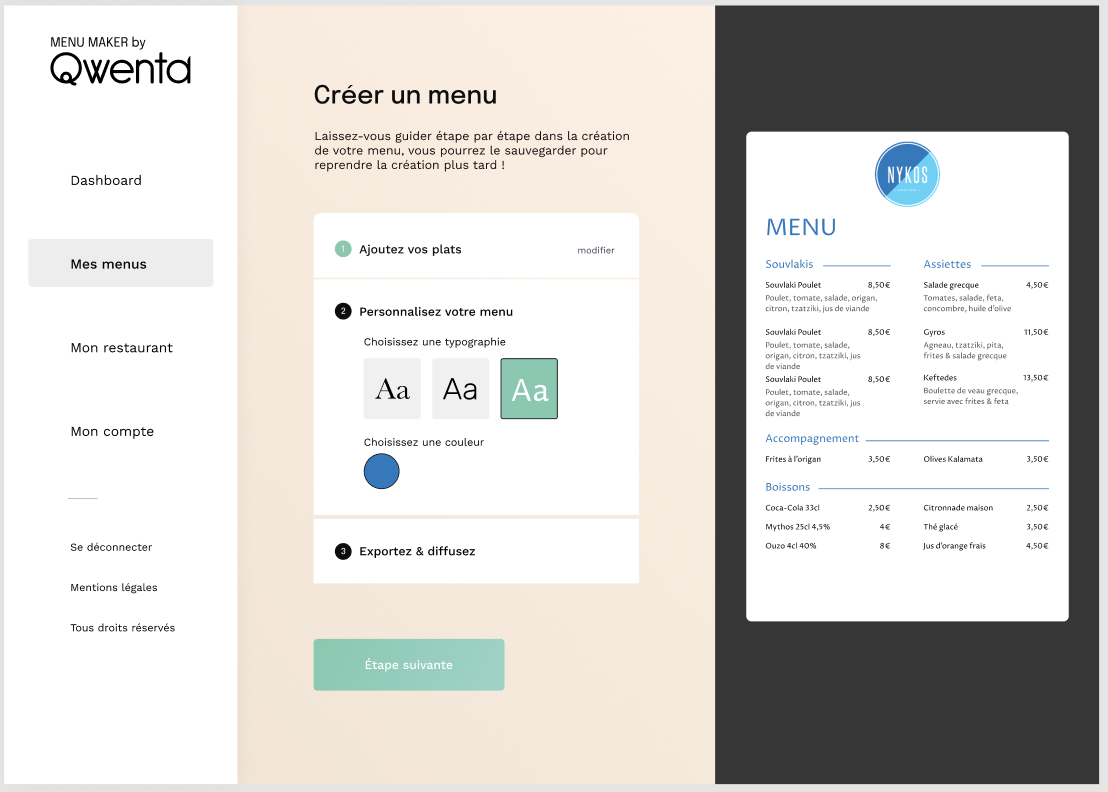 MENU MAKER by
Qwenta
Dashboard
Mes menus
Mon restaurant
Mon compte
Se déconnecter
Mentions légales
Tous droits réservés
Créer un menu
Laissez-vous guider étape par étape dans la création
de votre menu, vous pourrez le sauvegarder pour
reprendre la création plus tard !
1 Ajoutez vos plats modifier
2 Personnalisez votre menu
Choisissez une typographie
Aa Aa Aa
Choisissez une couleur
3 Exportez & diffusez
Étape suivante
NYKOS
MENU
Souvlakis
Souvlaki Poulet 8,50€
Poulet, tomate, salade, origan,
citron, tzatziki, jus de viande
Souvlaki Poulet 8,50€
Poulet, tomate, salade,
origan, citron, tzatziki, jus
de viande
Souvlaki Poulet 8,50€
Poulet, tomate, salade,
origan, citron, tzatziki, jus
de viande
Assiettes
Salade grecque 4,50€
Tomates, salade, feta,
concombre, huile d'olive
Gyros 11,50€
Agneau, tzatziki, pita,
frites & salade grecque
Keftedes 13,50€
Boulette de veau grecque,
servie avec frites & feta
Accompagnement
Frites à l'origan 3,50€ Olives Kalamata 3,50€
Boissons
Coca-Cola 33cl 2,50€ Citronnade maison 2,50€
Mythos 25cl 4,5% 4€ Thé glacé 3,50€
Ouzo 4cl 40% 8€ Jus d'orange frais 4,50€